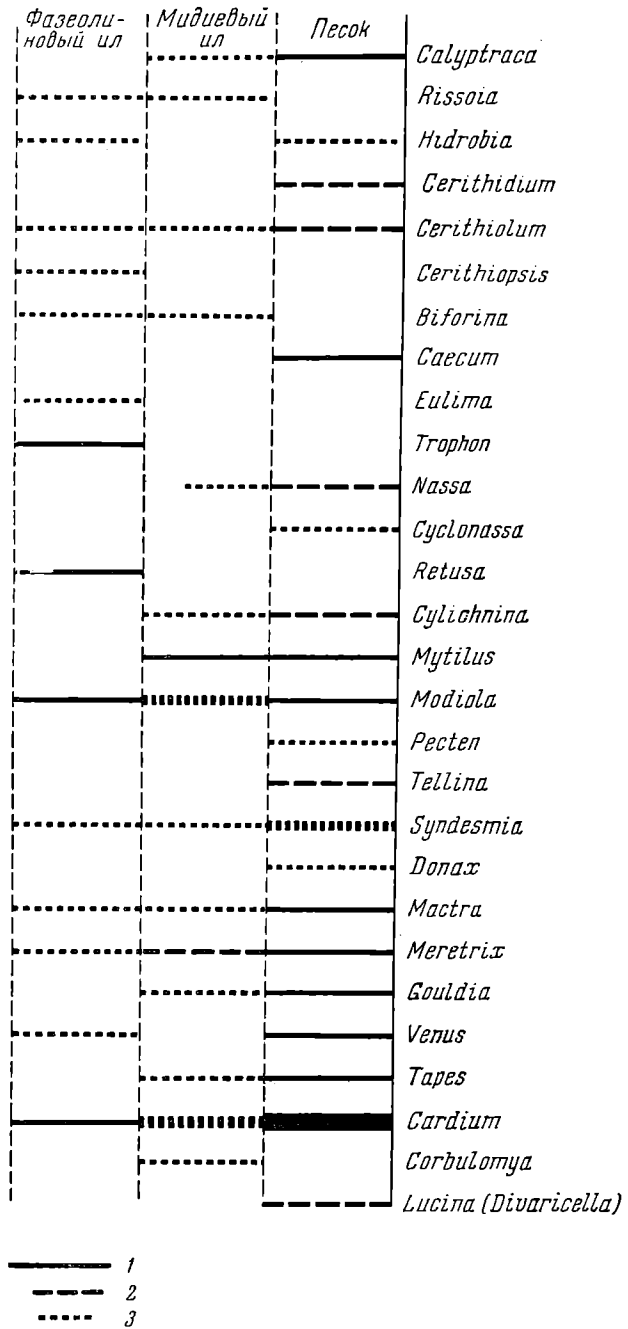 Фазеоли-
новый ил
Мидиевый
ил
Песок
Calyptraca
Rissoia
Hidrobia
Cerithidium
Cerithiolum
Cerithiopsis
Biforina
Caecum
Eulima
Trophon
Nassa
Cyclonassa
Retusa
Cylichnina
Mytilus
Modiola
Pecten
Tellina
Syndesmia
Donax
Mactra
Meretrix
Gouldia
Venus
Tapes
Cardium
Corbulomya
Lucina (Divaricella)
1
2
3